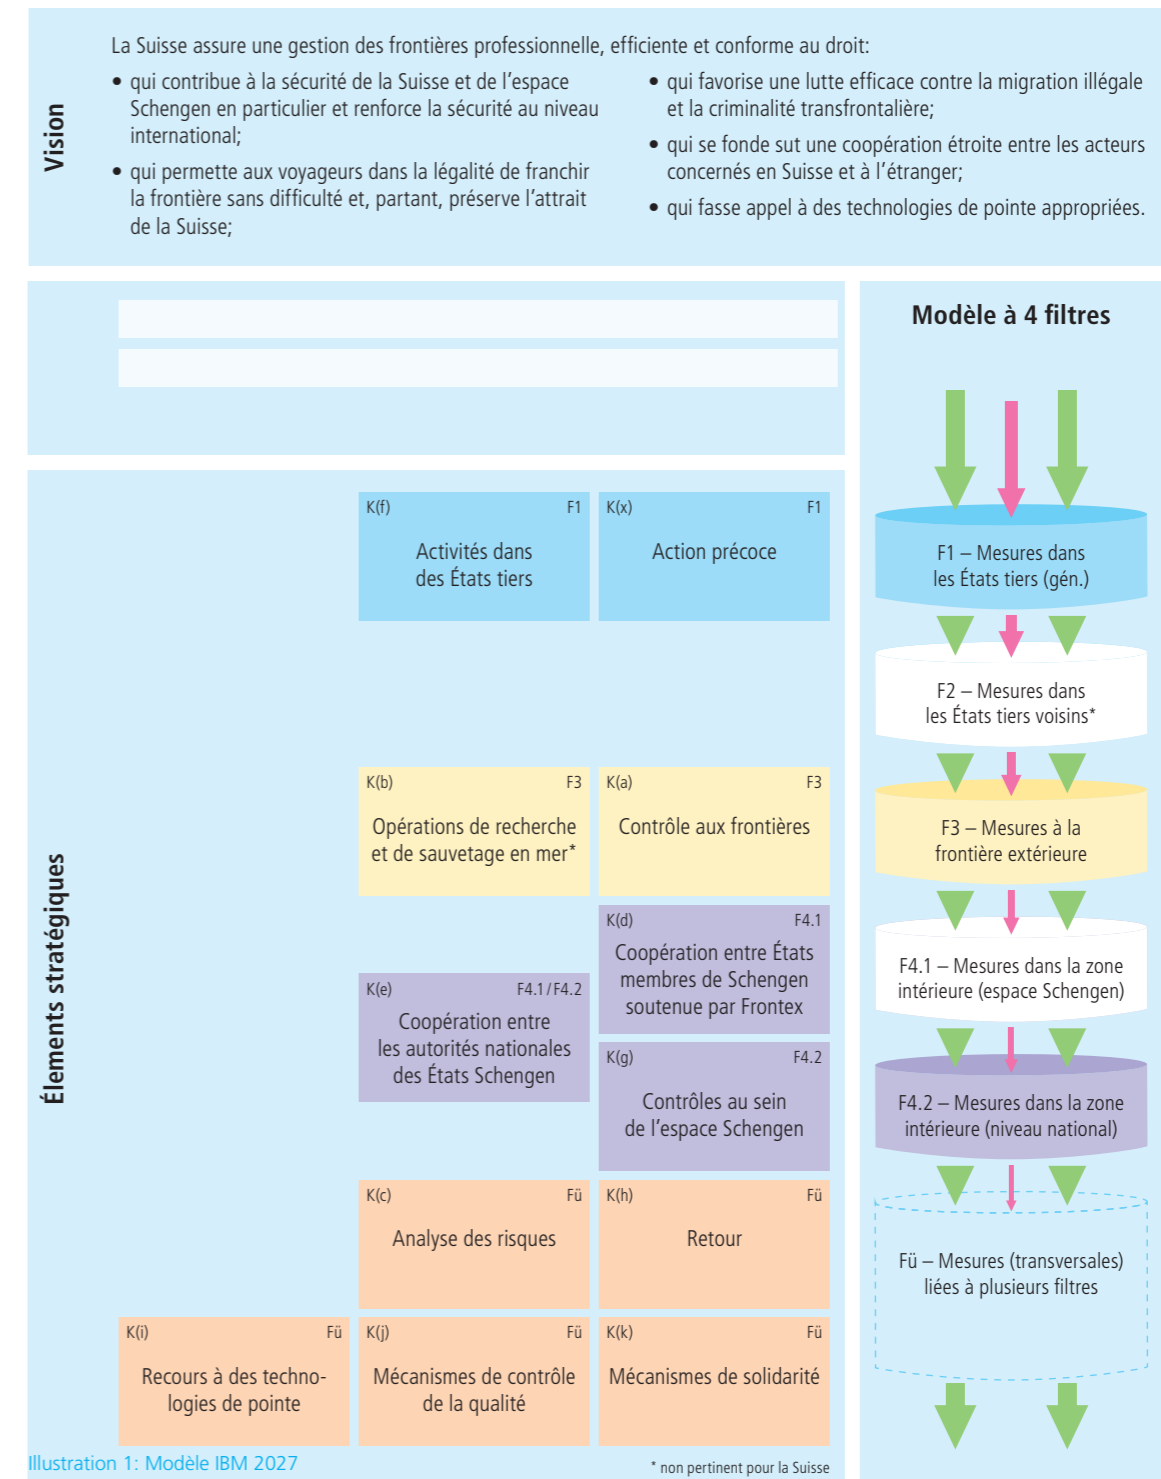 Vision
La Suisse assure une gestion des frontières professionnelle, efficiente et conforme au droit:
• qui contribue à la sécurité de la Suisse et de l'espace
Schengen en particulier et renforce la sécurité au niveau
international;
• qui permette aux voyageurs dans la légalité de franchir
la frontière sans difficulté et, partant, préserve l'attrait
de la Suisse;
• qui favorise une lutte efficace contre la migration illégale
et la criminalité transfrontalière;
• qui se fonde sut une coopération étroite entre les acteurs
concernés en Suisse et à l'étranger;
• qui fasse appel à des technologies de pointe appropriées.
Élements stratégiques
K(f) F1
Activités dans
des États tiers
K(x) F1
Action précoce
K(b) F3
Opérations de recherche
et de sauvetage en mer*
K(a) F3
Contrôle aux frontières
K(d) F4.1
Coopération entre États
membres de Schengen
soutenue par Frontex
K(e) F4.1/F4.2
Coopération entre
les autorités nationales
des États Schengen
K(g) F4.2
Contrôles au sein
de l'espace Schengen
K(c) Fü
Analyse des risques
K(h) Fü
Retour
K(i) Fü
Recours à des techno-
logies de pointe
K(j) Fü
Mécanismes de contrôle
de la qualité
K(k) Fü
Mécanismes de solidarité
Modèle à 4 filtres
F1 – Mesures dans
les États tiers (gén.)
F2 – Mesures dans
les États tiers voisins*
F3 – Mesures à la
frontière extérieure
F4.1 – Mesures dans la zone
intérieure (espace Schengen)
F4.2 – Mesures dans la zone
intérieure (niveau national)
Fü – Mesures (transversales)
liées à plusieurs filtres
Illustration 1: Modèle IBM 2027
* non pertinent pour la Suisse